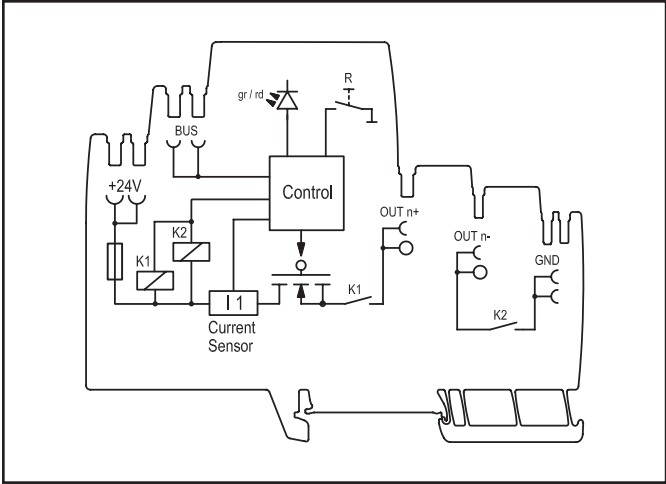 gr / rd
R
BUS
+24V
Control
OUT n+
K1
K2
OUT n-
GND
I 1
K1
K2
Current
Sensor